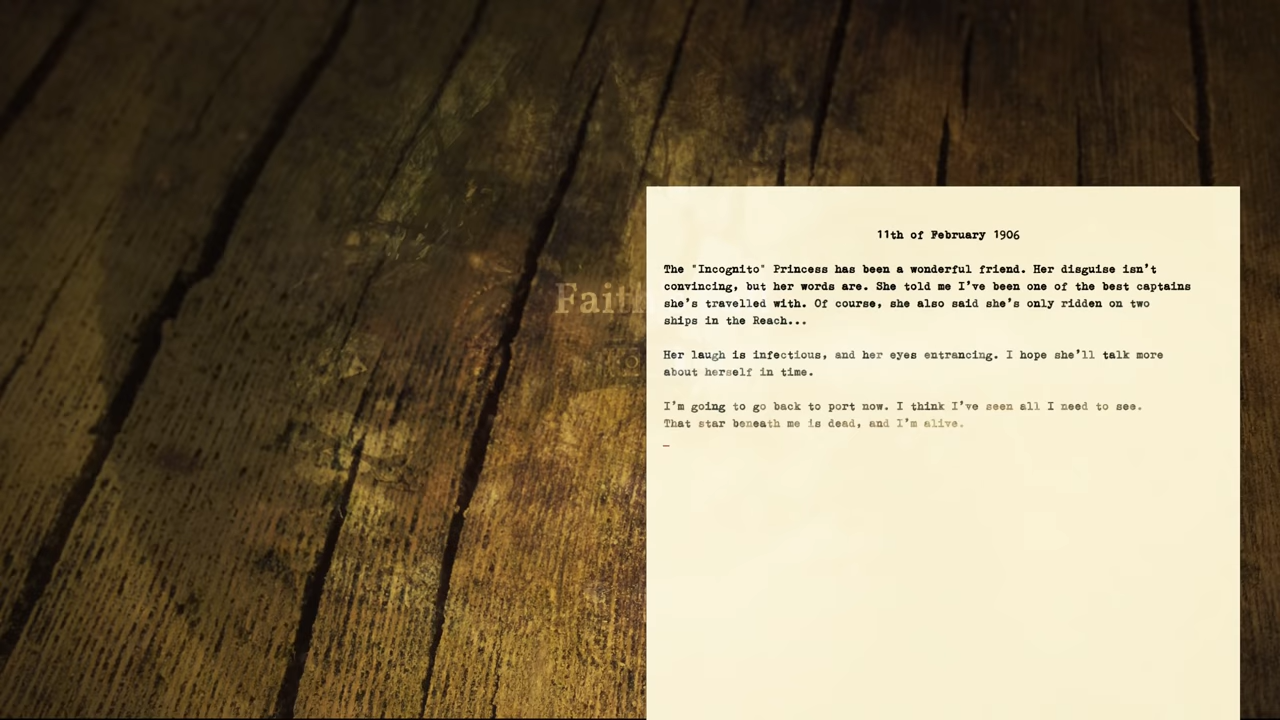 11th of February 1906
The "Incognito" Princess has been a wonderful friend. Her disguise isn't
convincing, but her words are. She told me I've been one of the best captains
she's travelled with. Of course, she also said she's only ridden on two
ships in the Reach...
Her laugh is infectious, and her eyes entrancing. I hope she'll talk more
about herself in time.
I'm going to go back to port now. I think I've seen all I need to see.
That star beneath me is dead, and I'm alive.
_
Faith